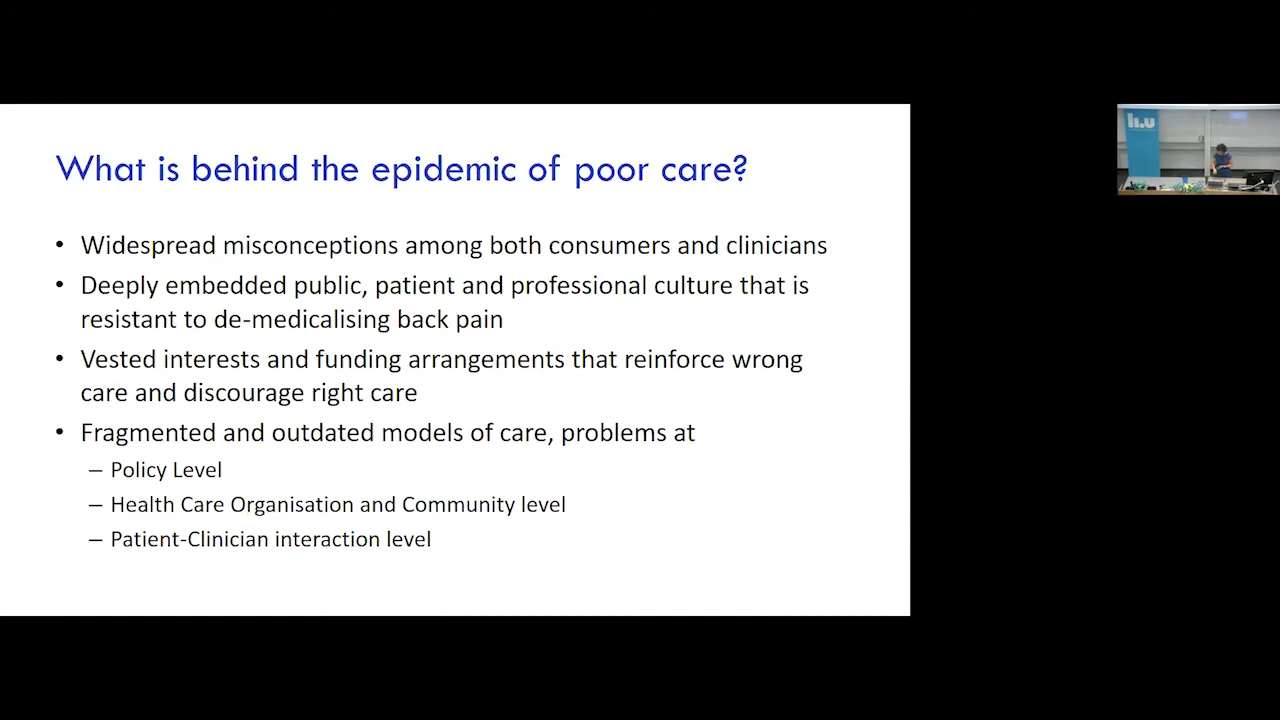 What is behind the epidemic of poor care?
• Widespread misconceptions among both consumers and clinicians
• Deeply embedded public, patient and professional culture that is
resistant to de-medicalising back pain
• Vested interests and funding arrangements that reinforce wrong
care and discourage right care
• Fragmented and outdated models of care, problems at
– Policy Level
– Health Care Organisation and Community level
– Patient-Clinician interaction level
h.u